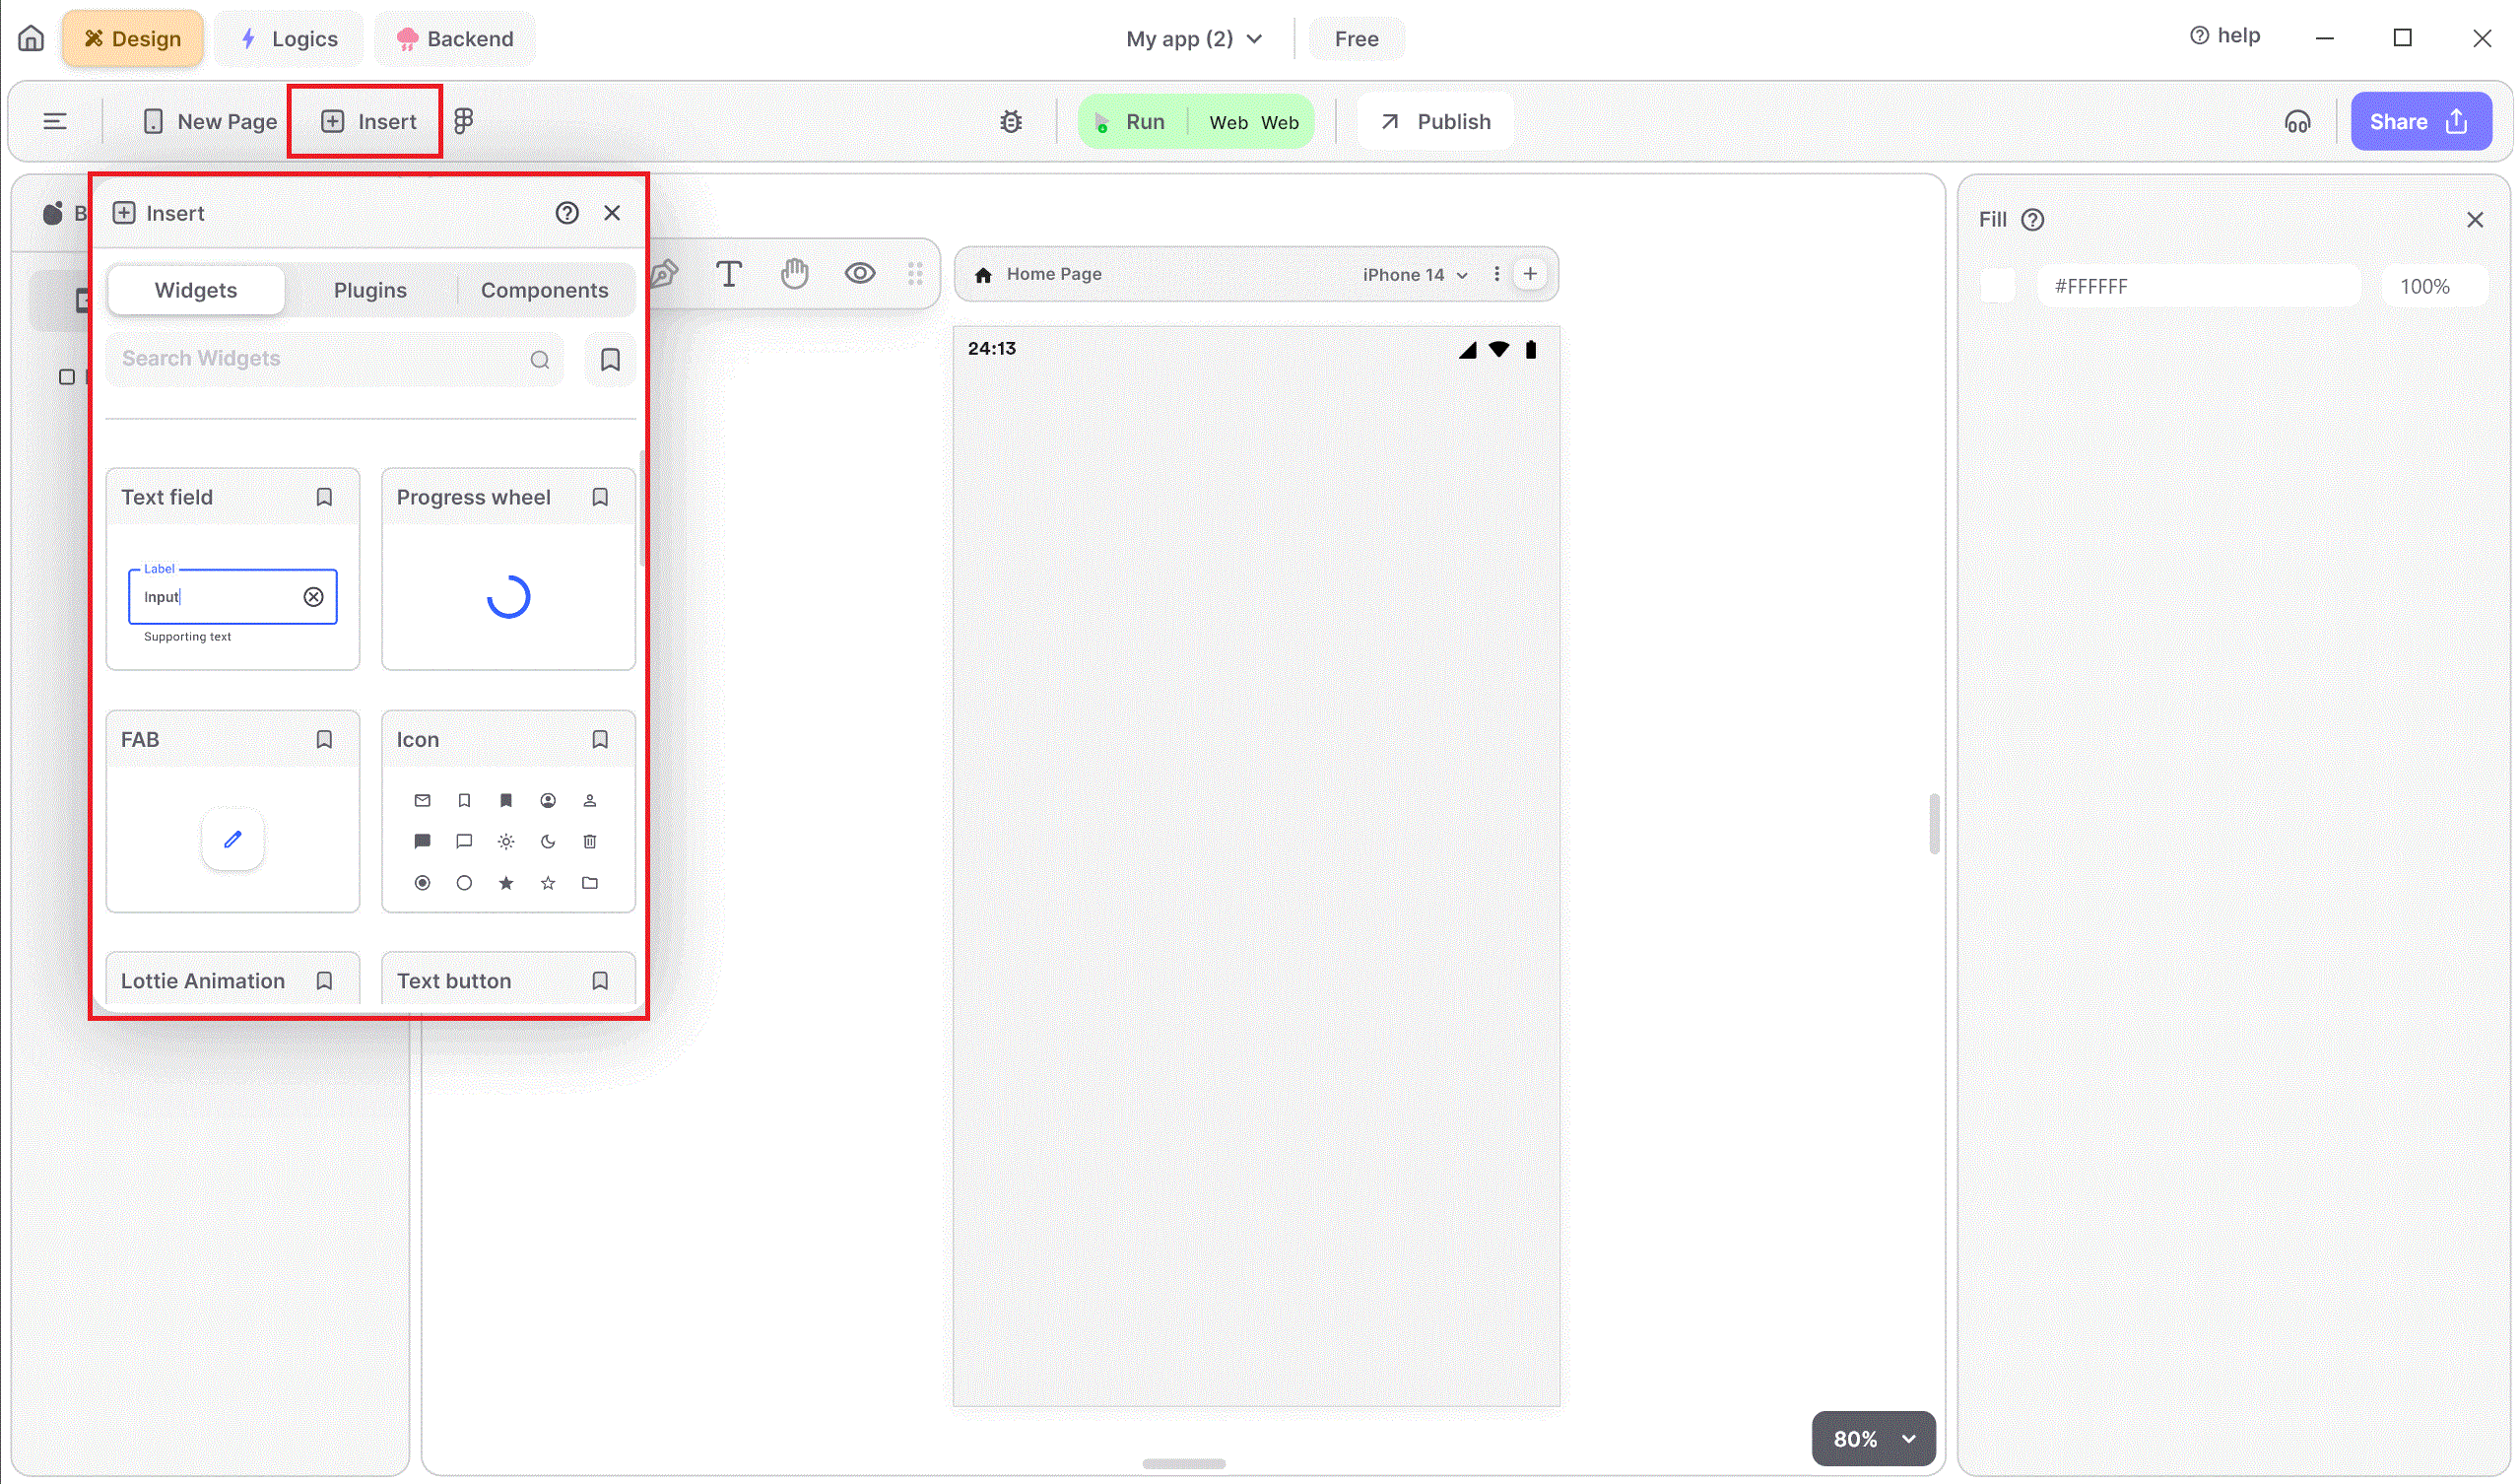 Design
Logics
Backend
My app (2)
Free
help
New Page
Insert
Run
Web Web
Publish
Share
B
Insert
Widgets
Plugins
Components
Search Widgets
Text field
Progress wheel
Label
Input
Supporting text
FAB
Icon
Lottie Animation
Text button
Home Page
iPhone 14
24:13
Fill
#FFFFFF
100%
80%